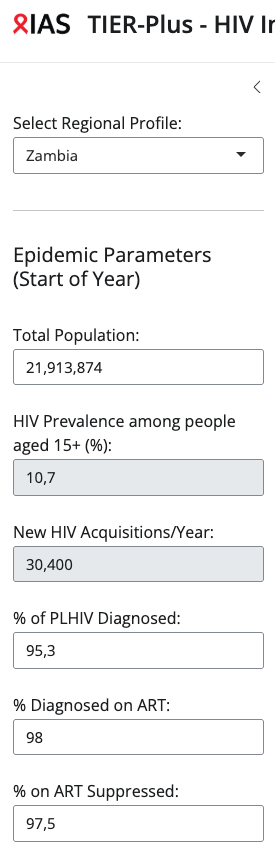 IAS TIER-Plus - HIV In
Select Regional Profile:
Zambia
Epidemic Parameters
(Start of Year)
Total Population:
21,913,874
HIV Prevalence among people
aged 15+ (%):
10,7
New HIV Acquisitions/Year:
30,400
% of PLHIV Diagnosed:
95,3
% Diagnosed on ART:
98
% on ART Suppressed:
97,5